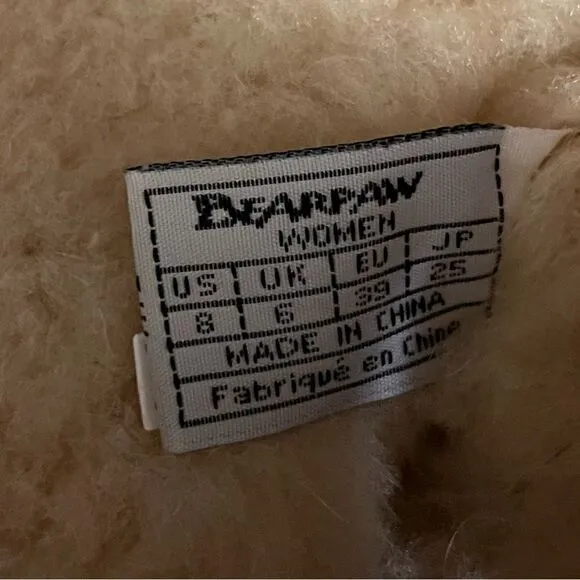 BEARPAW
WOMEN
US UK EU JP
8 6 39 25
MADE IN CHINA
Fabriqué en Chine